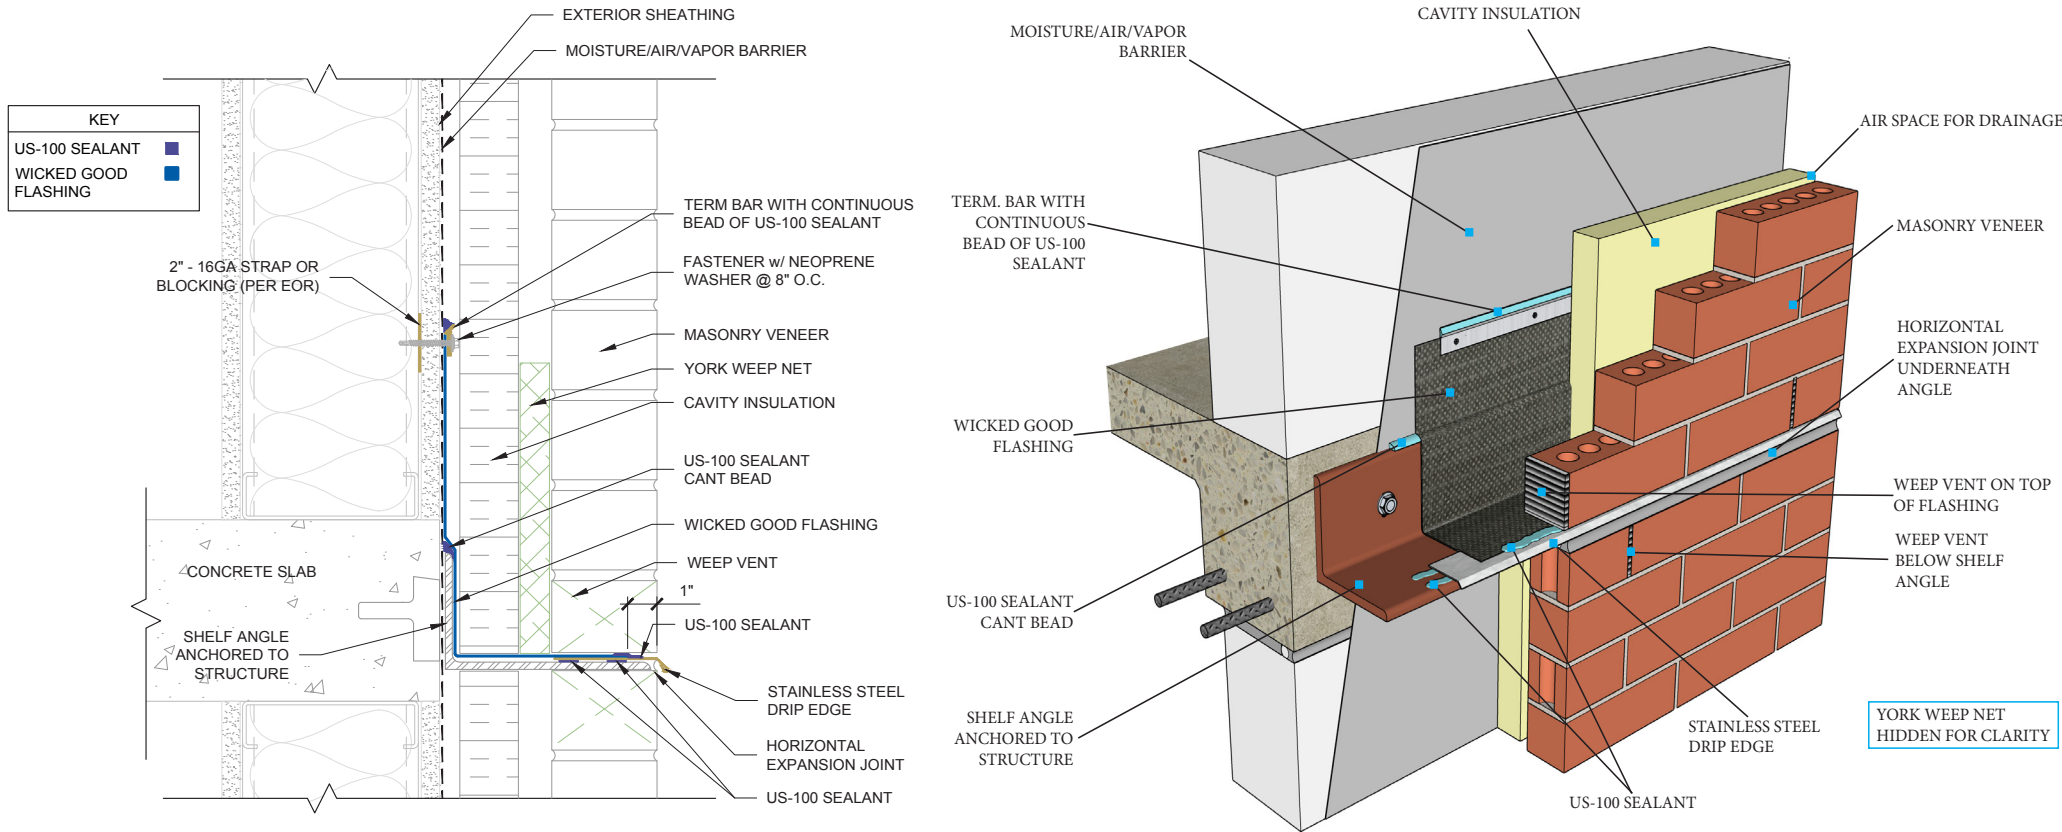 EXTERIOR SHEATHING
MOISTURE/AIR/VAPOR BARRIER
KEY
US-100 SEALANT
WICKED GOOD
FLASHING
TERM BAR WITH CONTINUOUS
BEAD OF US-100 SEALANT
2" - 16GA STRAP OR
BLOCKING (PER EOR)
FASTENER w/ NEOPRENE
WASHER @ 8" O.C.
MASONRY VENEER
YORK WEEP NET
CAVITY INSULATION
US-100 SEALANT
CANT BEAD
WICKED GOOD FLASHING
CONCRETE SLAB
WEEP VENT
1"
US-100 SEALANT
SHELF ANGLE
ANCHORED TO
STRUCTURE
STAINLESS STEEL
DRIP EDGE
HORIZONTAL
EXPANSION JOINT
US-100 SEALANT
CAVITY INSULATION
MOISTURE/AIR/VAPOR
BARRIER
AIR SPACE FOR DRAINAGE
TERM. BAR WITH
CONTINUOUS
BEAD OF US-100
SEALANT
MASONRY VENEER
HORIZONTAL
EXPANSION JOINT
UNDERNEATH
ANGLE
WICKED GOOD
FLASHING
WEEP VENT ON TOP
OF FLASHING
WEEP VENT
BELOW SHELF
ANGLE
US-100 SEALANT
CANT BEAD
SHELF ANGLE
ANCHORED TO
STRUCTURE
STAINLESS STEEL
DRIP EDGE
YORK WEEP NET
HIDDEN FOR CLARITY
US-100 SEALANT